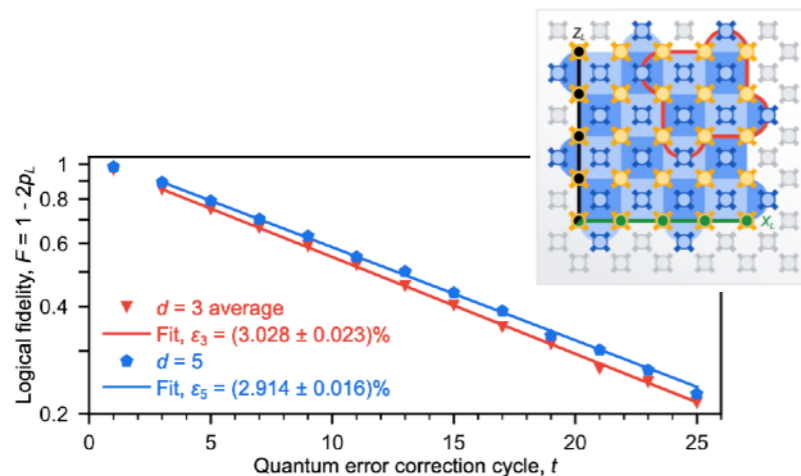 Z_L
X_L
1
0.8
0.6
0.4
0.2
Logical fidelity, F = 1 - 2p_L
d = 3 average
Fit, ε₃ = (3.028 ± 0.023)%
d = 5
Fit, ε₅ = (2.914 ± 0.016)%
0 5 10 15 20 25
Quantum error correction cycle, t